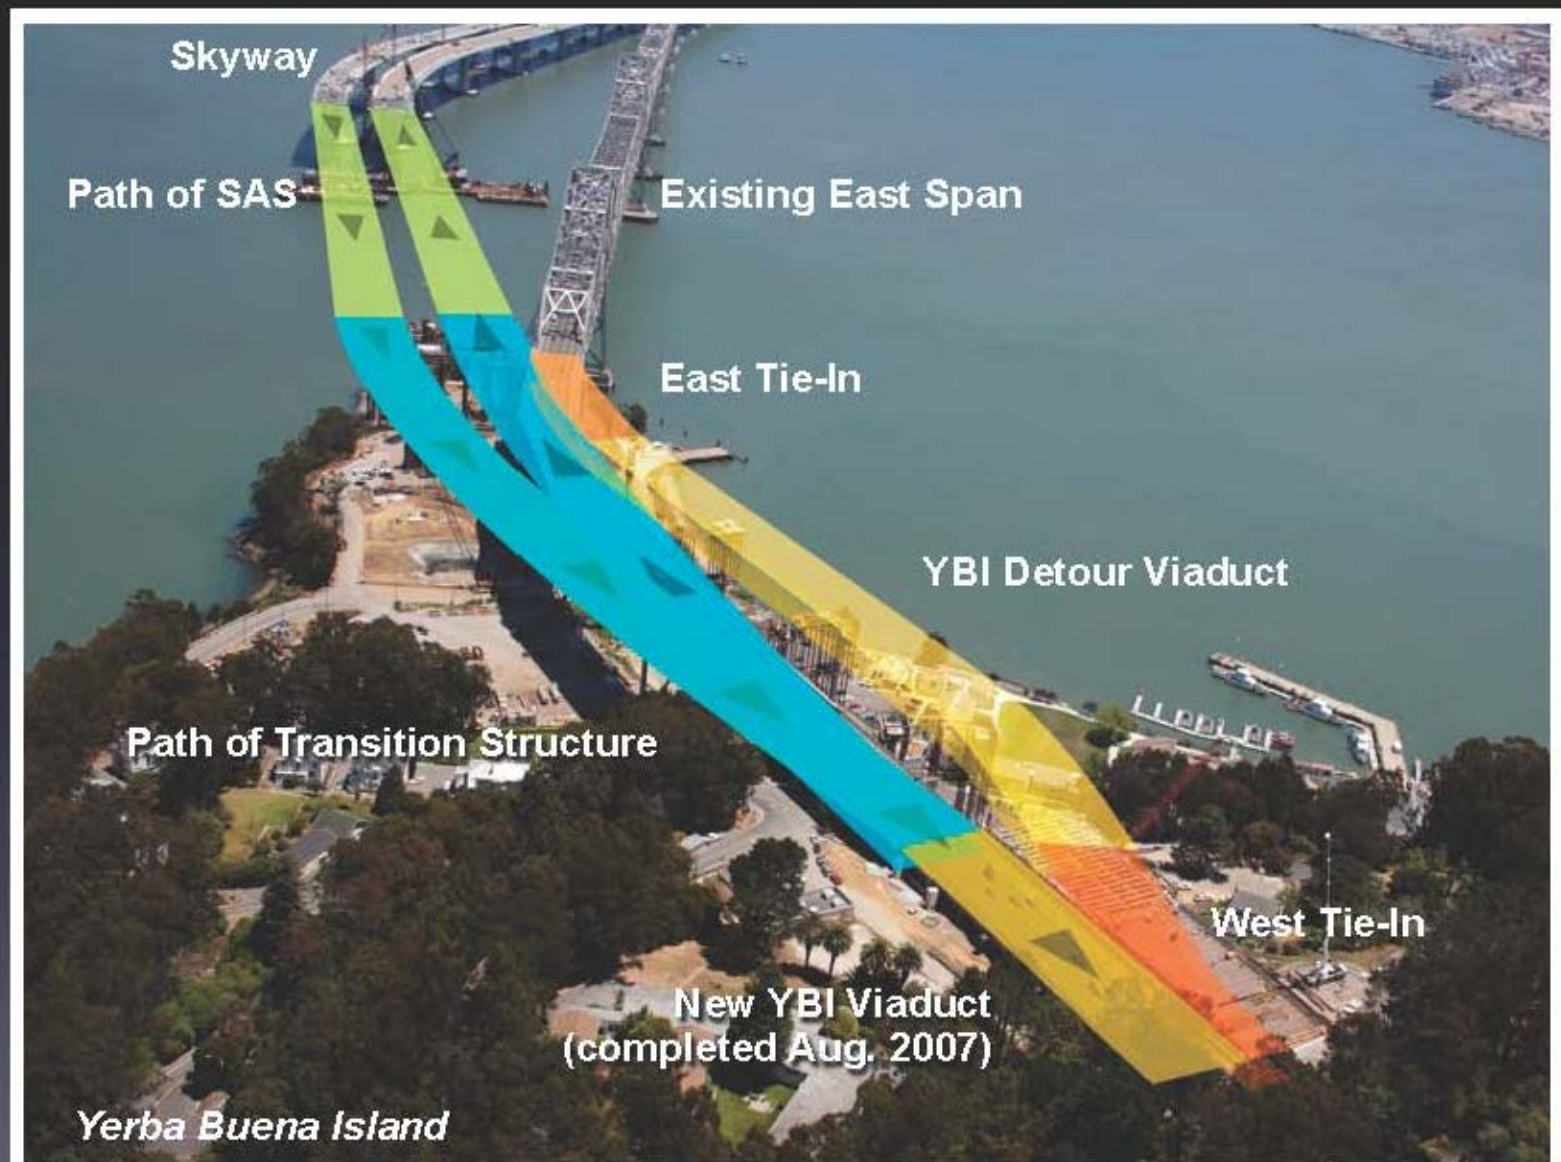 Skyway
Path of SAS
Existing East Span
East Tie-In
YBI Detour Viaduct
Path of Transition Structure
West Tie-In
New YBI Viaduct
(completed Aug. 2007)
Yerba Buena Island